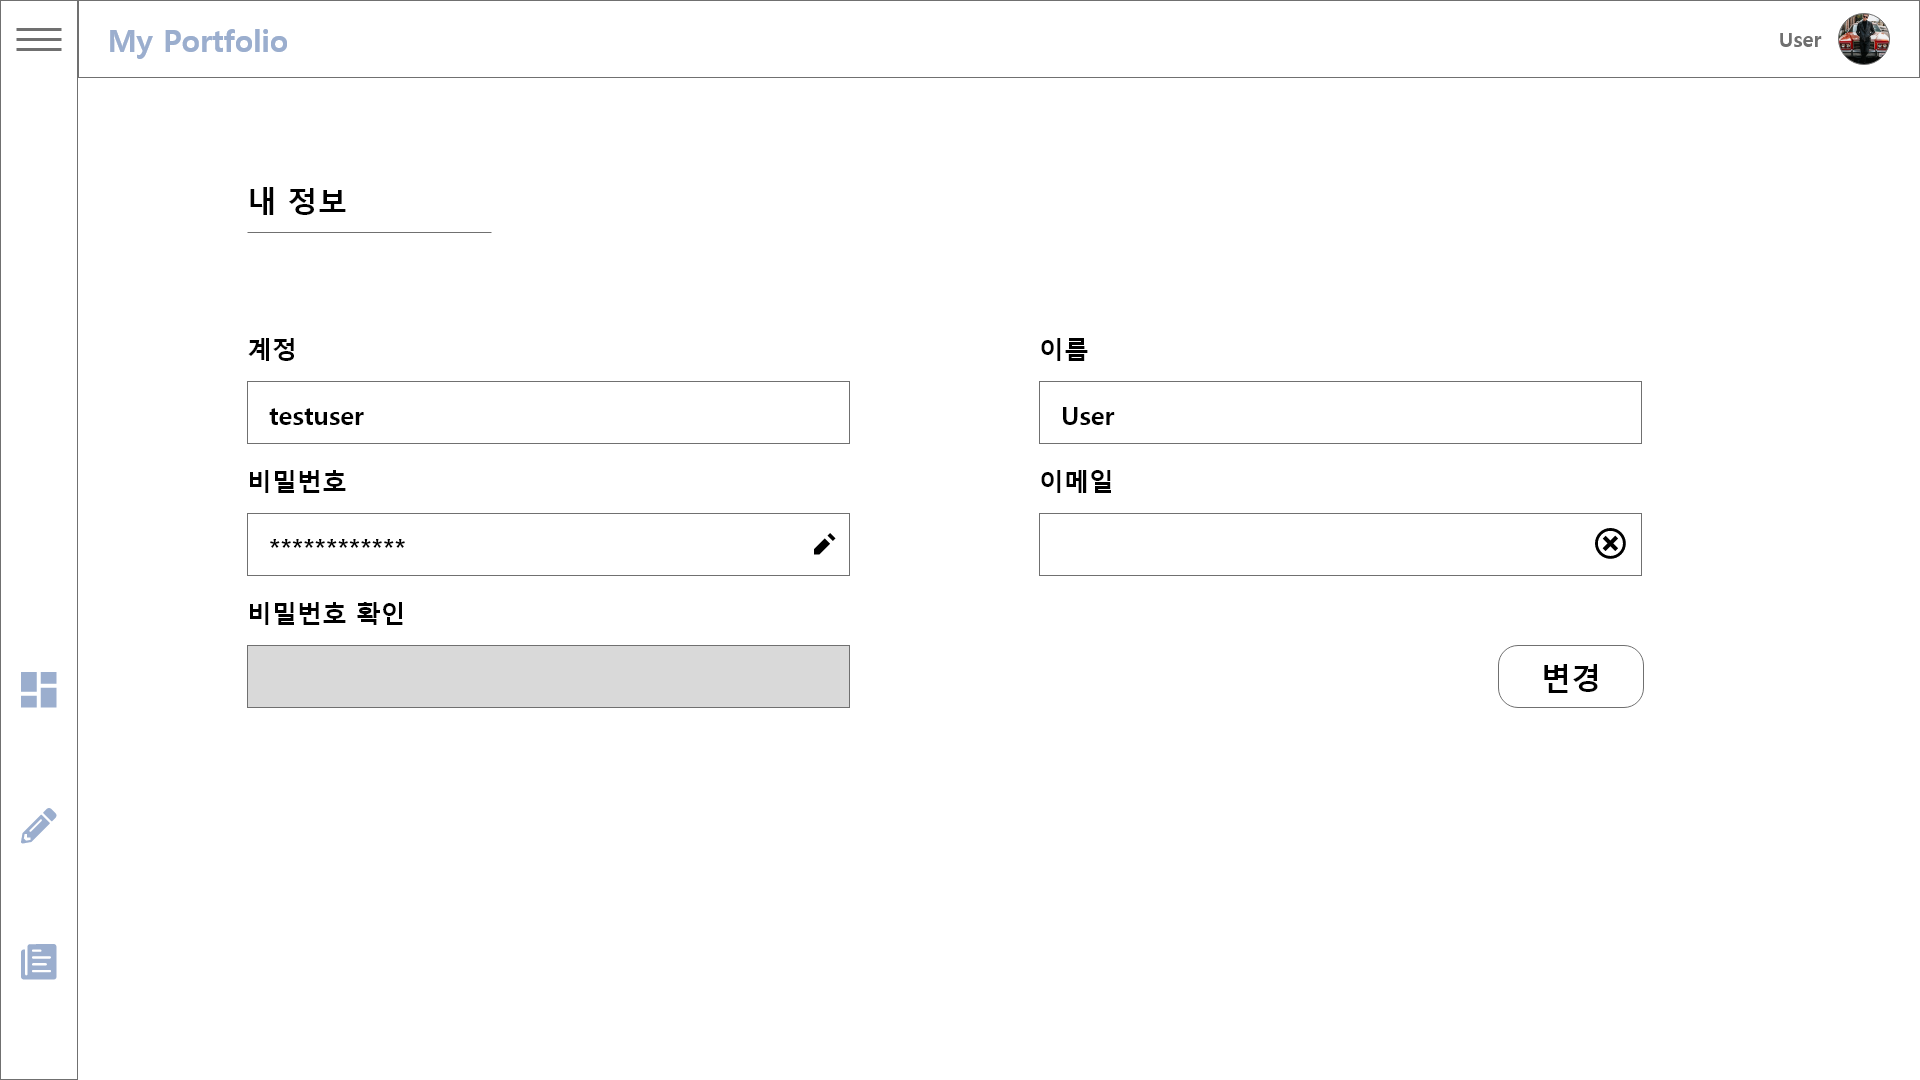 My Portfolio
User
내 정보
계정
이름
testuser
User
비밀번호
이메일
************
비밀번호 확인
변경